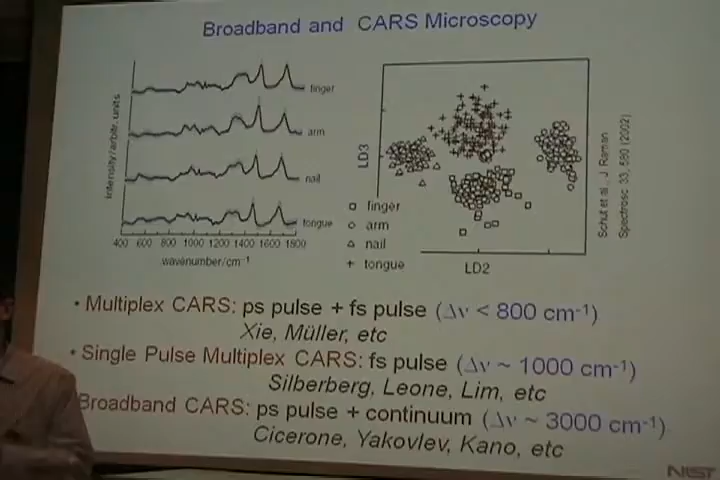 Broadband and CARS Microscopy
intensity/arbitr. units
finger
arm
nail
tongue
400 600 800 1000 1200 1400 1600 1800
wavenumber/cm-1
LD3
□ finger
○ arm
△ nail
+ tongue
LD2
Schut et al., J. Raman
Spectrosc. 33, 580 (2002)
• Multiplex CARS: ps pulse + fs pulse (Δν < 800 cm-1)
Xie, Müller, etc
• Single Pulse Multiplex CARS: fs pulse (Δν ~ 1000 cm-1)
Silberberg, Leone, Lim, etc
Broadband CARS: ps pulse + continuum (Δν ~ 3000 cm-1)
Cicerone, Yakovlev, Kano, etc
NIST